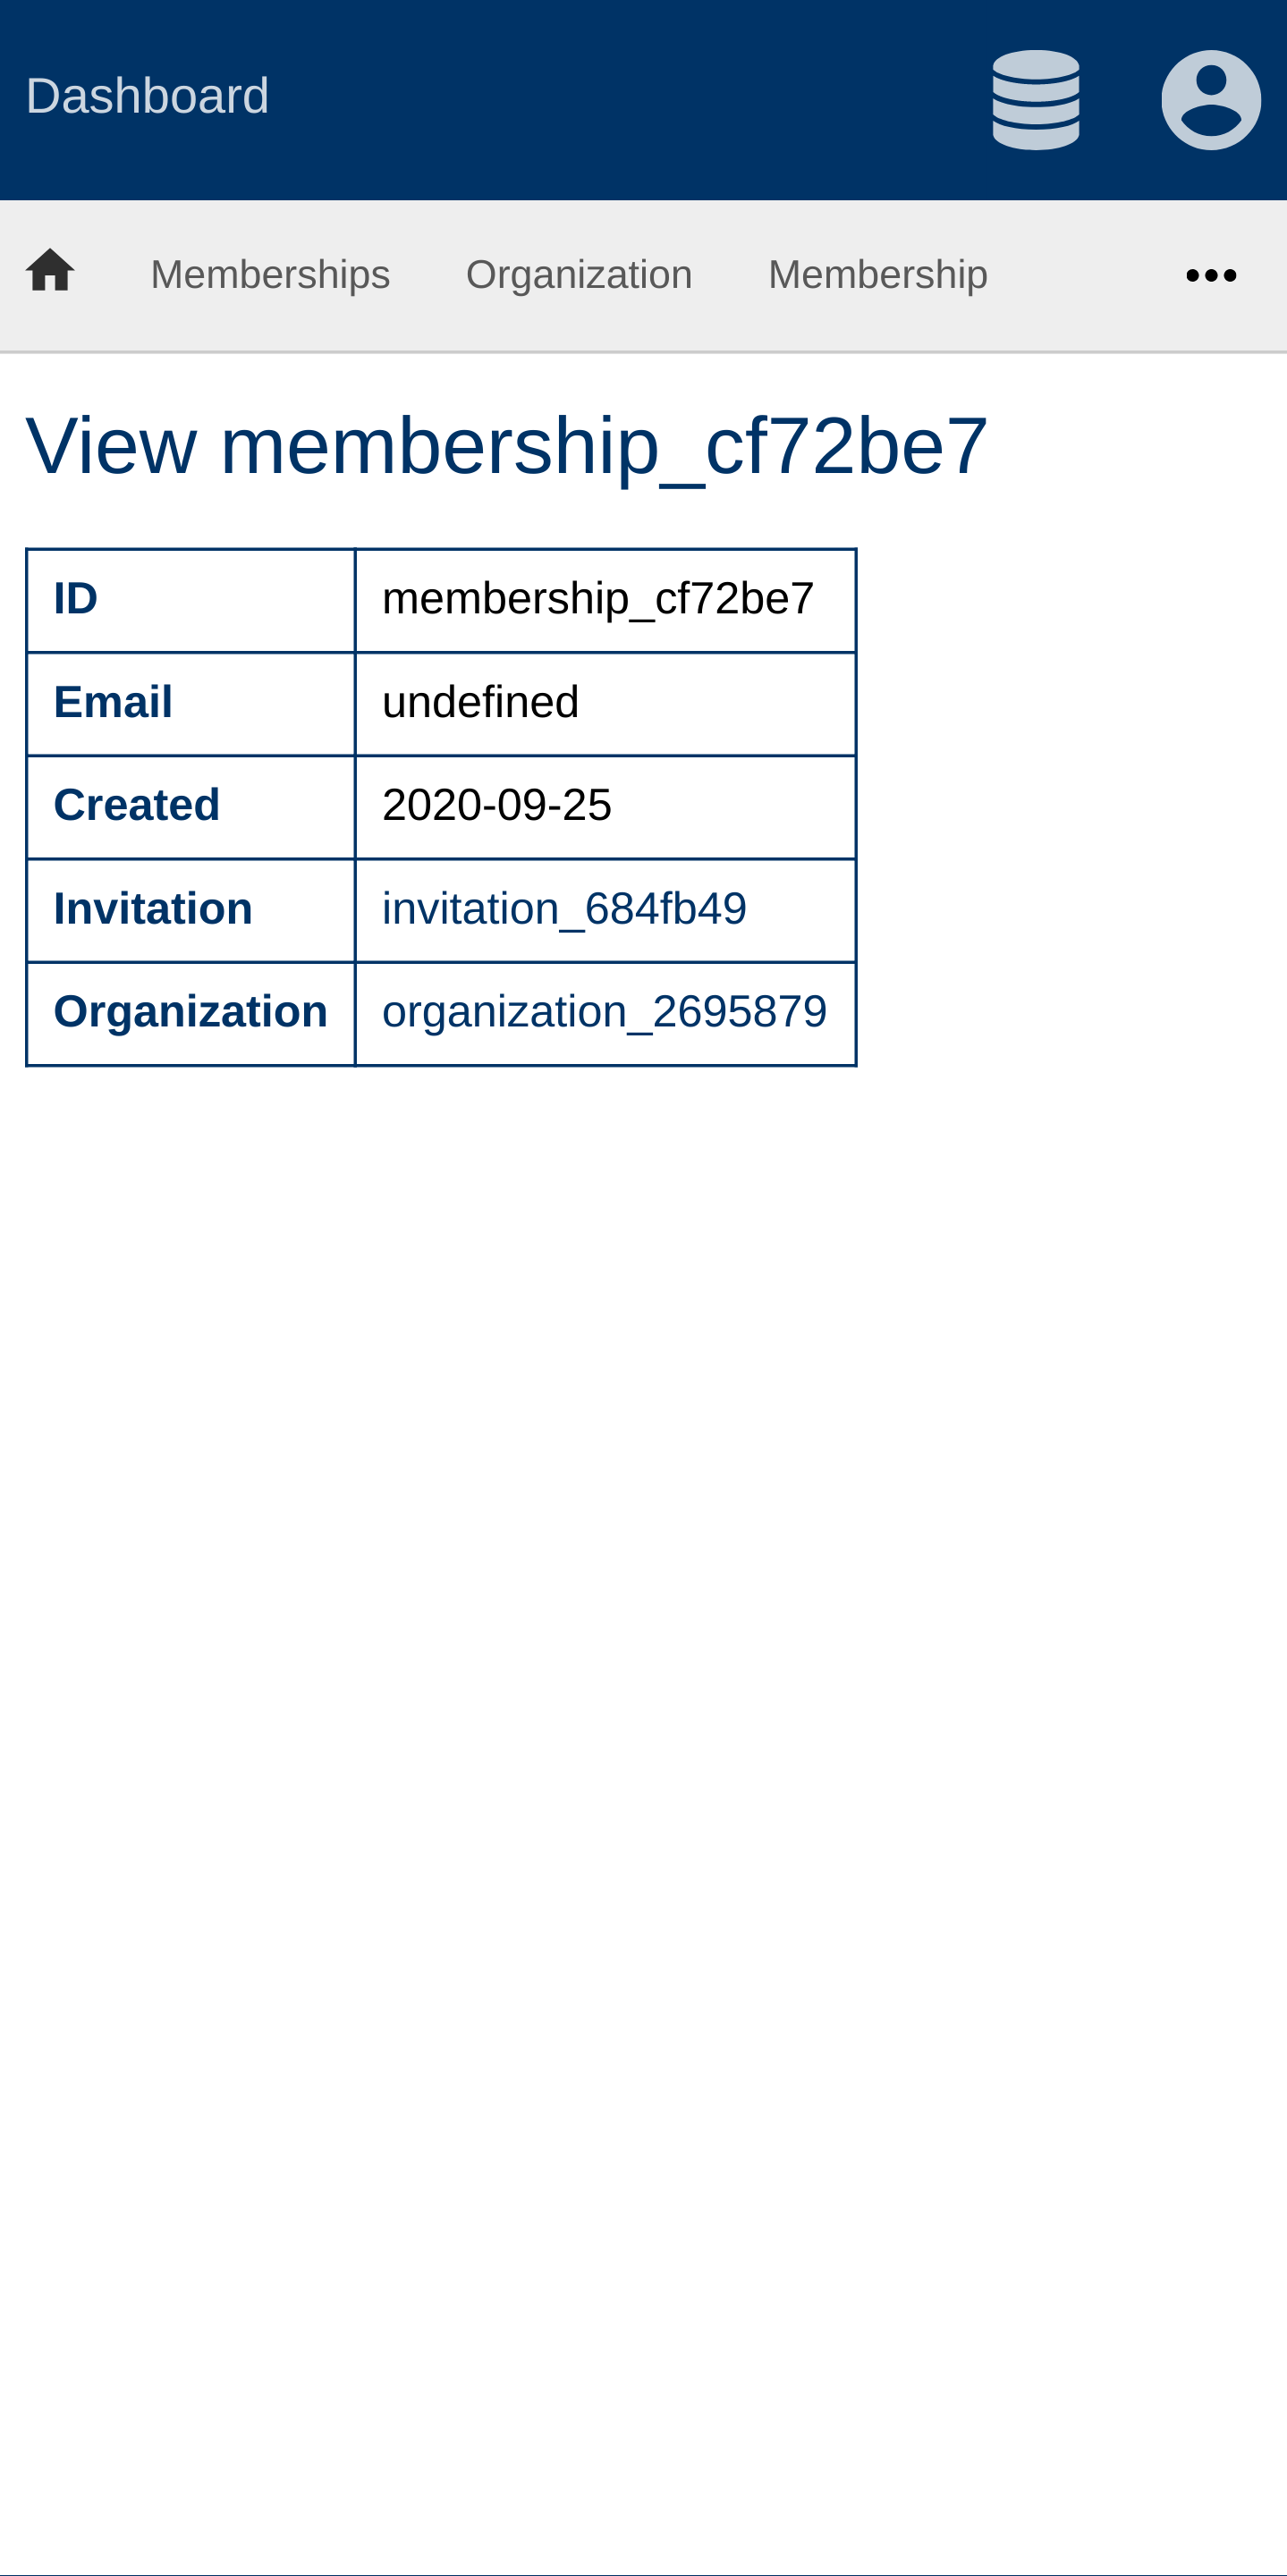 Dashboard
Memberships Organization Membership
View membership_cf72be7
ID membership_cf72be7
Email undefined
Created 2020-09-25
Invitation invitation_684fb49
Organization organization_2695879